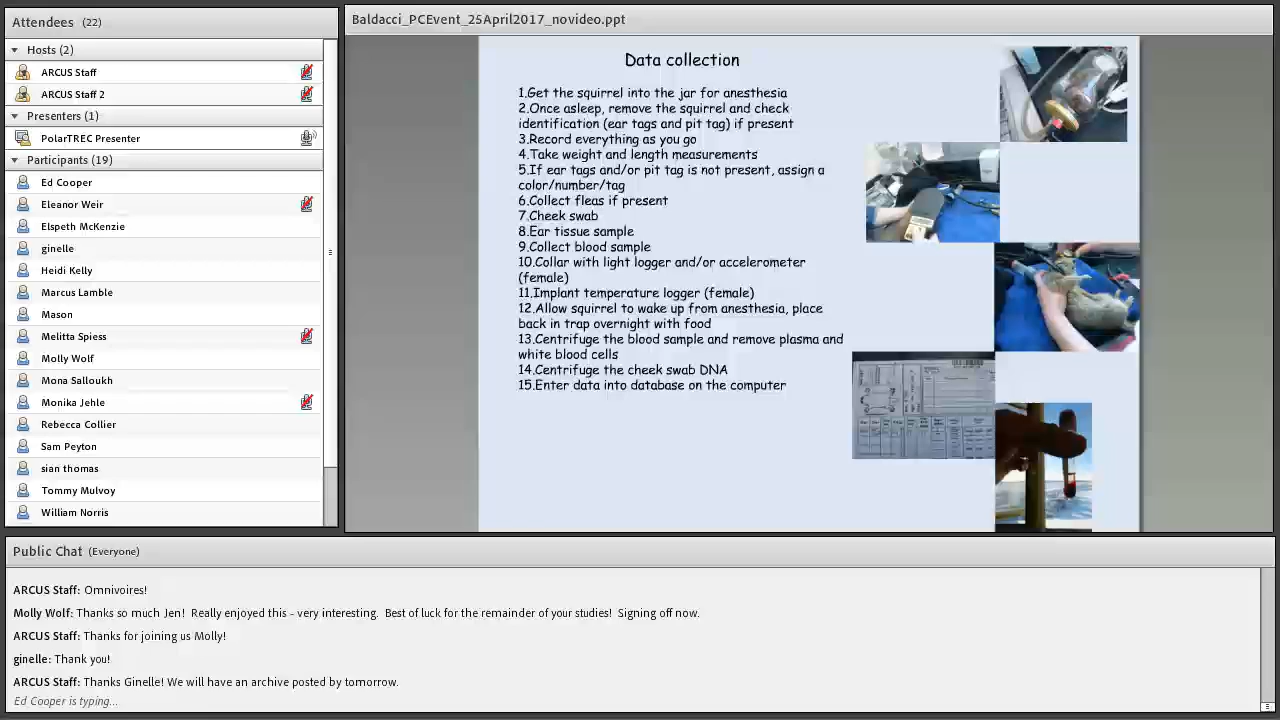 Attendees (22)
Hosts (2)
ARCUS Staff
ARCUS Staff 2
Presenters (1)
PolarTREC Presenter
Participants (19)
Ed Cooper
Eleanor Weir
Elspeth McKenzie
ginelle
Heidi Kelly
Marcus Lamble
Mason
Melitta Spiess
Molly Wolf
Mona Salloukh
Monika Jehle
Rebecca Collier
Sam Peyton
sian thomas
Tommy Mulvoy
William Norris
Baldacci_PCEvent_25April2017_novideo.ppt
Data collection
1.Get the squirrel into the jar for anesthesia
2.Once asleep, remove the squirrel and check
identification (ear tags and pit tag) if present
3.Record everything as you go
4.Take weight and length measurements
5.If ear tags and/or pit tag is not present, assign a
color/number/tag
6.Collect fleas if present
7.Cheek swab
8.Ear tissue sample
9.Collect blood sample
10.Collar with light logger and/or accelerometer
(female)
11.Implant temperature logger (female)
12.Allow squirrel to wake up from anesthesia, place
back in trap overnight with food
13.Centrifuge the blood sample and remove plasma and
white blood cells
14.Centrifuge the cheek swab DNA
15.Enter data into database on the computer
Public Chat (Everyone)
ARCUS Staff: Omnivoires!
Molly Wolf: Thanks so much Jen! Really enjoyed this - very interesting. Best of luck for the remainder of your studies! Signing off now.
ARCUS Staff: Thanks for joining us Molly!
ginelle: Thank you!
ARCUS Staff: Thanks Ginelle! We will have an archive posted by tomorrow.
Ed Cooper is typing...